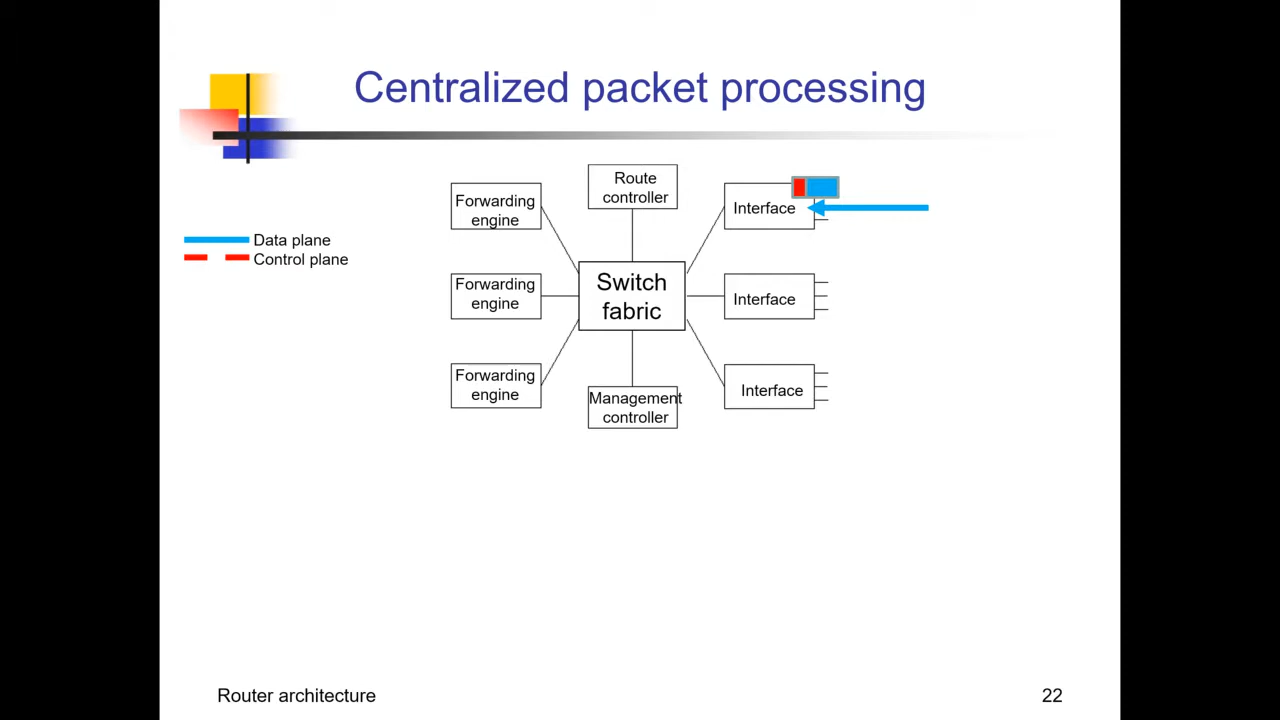 Centralized packet processing
Route
controller
Forwarding
engine
Interface
Data plane
Control plane
Forwarding
engine
Switch
fabric
Interface
Forwarding
engine
Management
controller
Interface
Router architecture
22